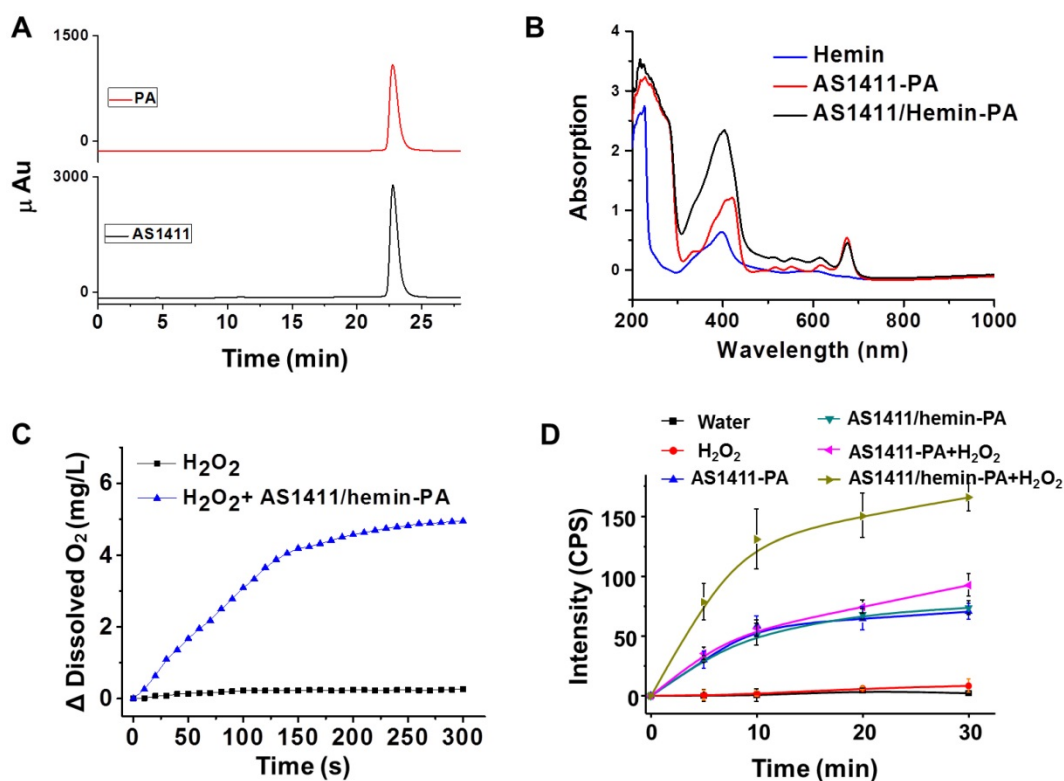 A
1500
PA
0
3000
AS1411
0
μ Au
0 5 10 15 20 25
Time (min)
B
4
3
2
1
0
Absorption
Hemin
AS1411-PA
AS1411/Hemin-PA
200 400 600 800 1000
Wavelength (nm)
C
6
4
2
0
Δ Dissolved O₂ (mg/L)
H₂O₂
H₂O₂+ AS1411/hemin-PA
0 50 100 150 200 250 300
Time (s)
D
Water
H₂O₂
AS1411-PA
AS1411/hemin-PA
AS1411-PA+H₂O₂
AS1411/hemin-PA+H₂O₂
150
100
50
0
Intensity (CPS)
0 10 20 30
Time (min)